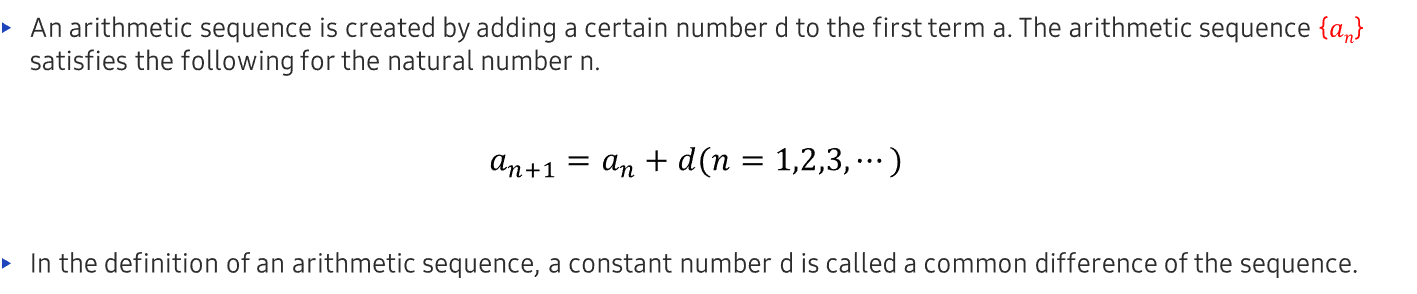 ▸ An arithmetic sequence is created by adding a certain number d to the first term a. The arithmetic sequence {aₙ}
satisfies the following for the natural number n.
aₙ₊₁ = aₙ + d(n = 1,2,3,⋯)
▸ In the definition of an arithmetic sequence, a constant number d is called a common difference of the sequence.